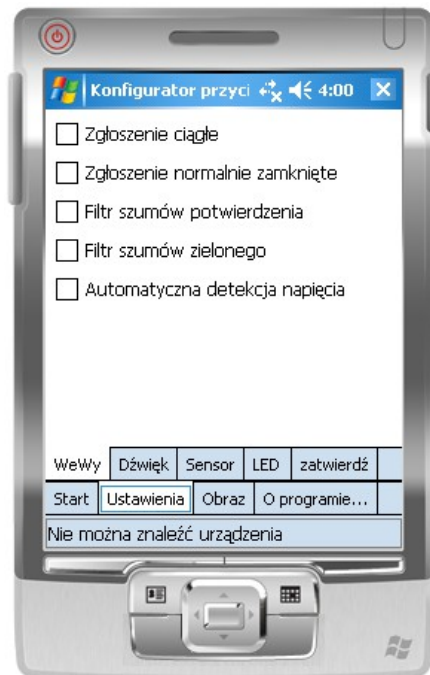 Konfigurator przyci 4:00
Zgłoszenie ciągłe
Zgłoszenie normalnie zamknięte
Filtr szumów potwierdzenia
Filtr szumów zielonego
Automatyczna detekcja napięcia
WeWy Dźwięk Sensor LED zatwierdź
Start Ustawienia Obraz O programie...
Nie można znaleźć urządzenia